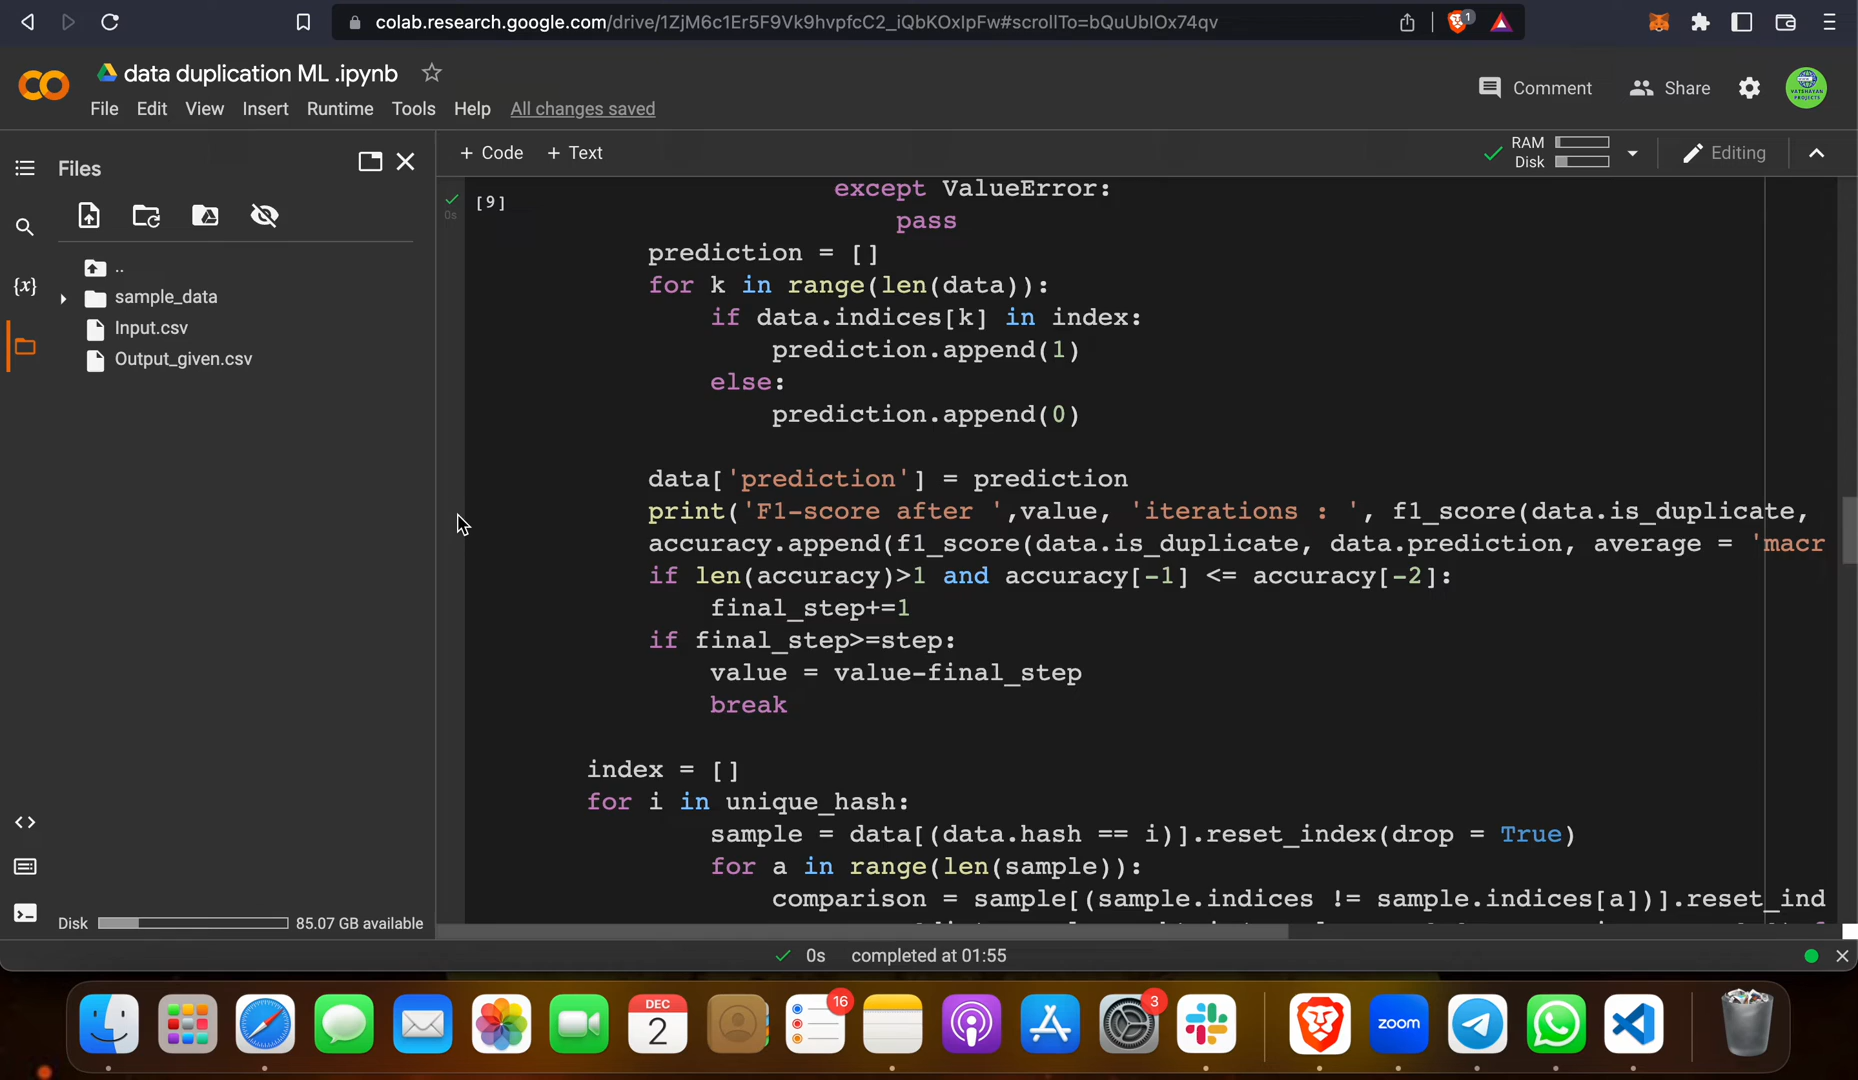 colab.research.google.com/drive/1ZjM6c1Er5F9Vk9hvpfcC2_iQbKOxIpFw#scrollTo=bQuUbIOx74qv
1
CO
data duplication ML .ipynb
File Edit View Insert Runtime Tools Help All changes saved
Comment
Share
VATSHAYAN
PROJECTS
Files
+ Code + Text
RAM
Disk
Editing
..
sample_data
Input.csv
Output_given.csv
{x}
[9]
0s
except ValueError:
pass
prediction = []
for k in range(len(data)):
if data.indices[k] in index:
prediction.append(1)
else:
prediction.append(0)
data['prediction'] = prediction
print('F1-score after ',value, 'iterations : ', f1_score(data.is_duplicate,
accuracy.append(f1_score(data.is_duplicate, data.prediction, average = 'macr
if len(accuracy)>1 and accuracy[-1] <= accuracy[-2]:
final_step+=1
if final_step>=step:
value = value-final_step
break
index = []
for i in unique_hash:
sample = data[(data.hash == i)].reset_index(drop = True)
for a in range(len(sample)):
comparison = sample[(sample.indices != sample.indices[a])].reset_ind
Disk 85.07 GB available
0s completed at 01:55
DEC
2
16
3
zoom